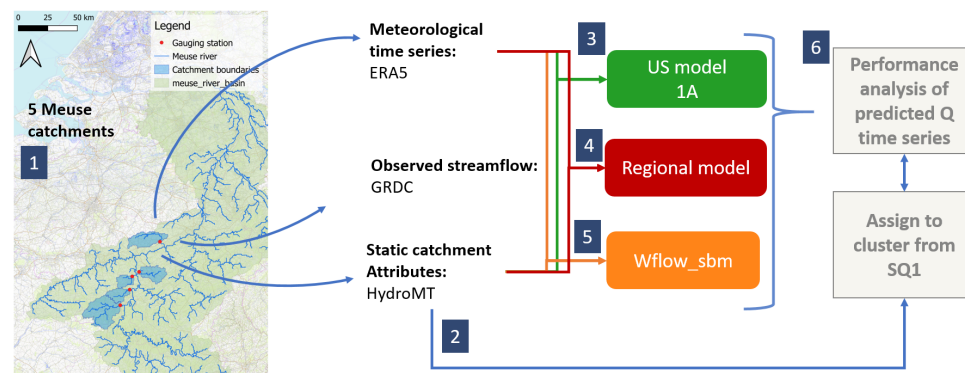 0 25 50 km
Legend
Gauging station
Meuse river
Catchment boundaries
meuse_river_basin
5 Meuse
catchments
1
Meteorological
time series:
ERA5
Observed streamflow:
GRDC
Static catchment
Attributes:
HydroMT
2
3
US model
1A
4
Regional model
5
Wflow_sbm
6
Performance
analysis of
predicted Q
time series
Assign to
cluster from
SQ1